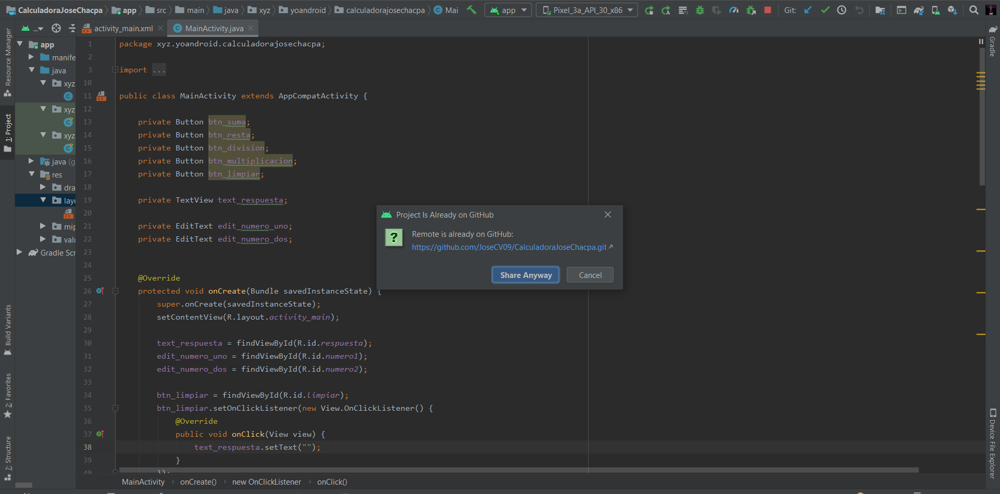 CalculadoraJoseChacpa app src main java xyz yoandroid calculadorajosechacpa Mai app Pixel_3a_API_30_x86 Git:
... activity_main.xml MainActivity.java
Resource Manager
1: Project
Build Variants
2: Favorites
7: Structure
app
manife
java
xyz
xyz
xyz
java (g
res
dra
layo
mip
valu
Gradle Scr
1 package xyz.yoandroid.calculadorajosechacpa;
2
3 import ...
10
11 public class MainActivity extends AppCompatActivity {
12
13 private Button btn_suma;
14 private Button btn_resta;
15 private Button btn_division;
16 private Button btn_multiplicacion;
17 private Button btn_limpiar;
18
19 private TextView text_respuesta;
20
21 private EditText edit_numero_uno;
22 private EditText edit_numero_dos;
23
24
25 @Override
26 protected void onCreate(Bundle savedInstanceState) {
27 super.onCreate(savedInstanceState);
28 setContentView(R.layout.activity_main);
29
30 text_respuesta = findViewById(R.id.respuesta);
31 edit_numero_uno = findViewById(R.id.numero1);
32 edit_numero_dos = findViewById(R.id.numero2);
33
34 btn_limpiar = findViewById(R.id.limpiar);
35 btn_limpiar.setOnClickListener(new View.OnClickListener() {
36 @Override
37 public void onClick(View view) {
38 text_respuesta.setText("");
39 }
40 });
Project Is Already on GitHub
Remote is already on GitHub:
https://github.com/JoseCV09/CalculadoraJoseChacpa.git
Share Anyway Cancel
MainActivity › onCreate() › new OnClickListener › onClick()
Gradle
Device File Explorer